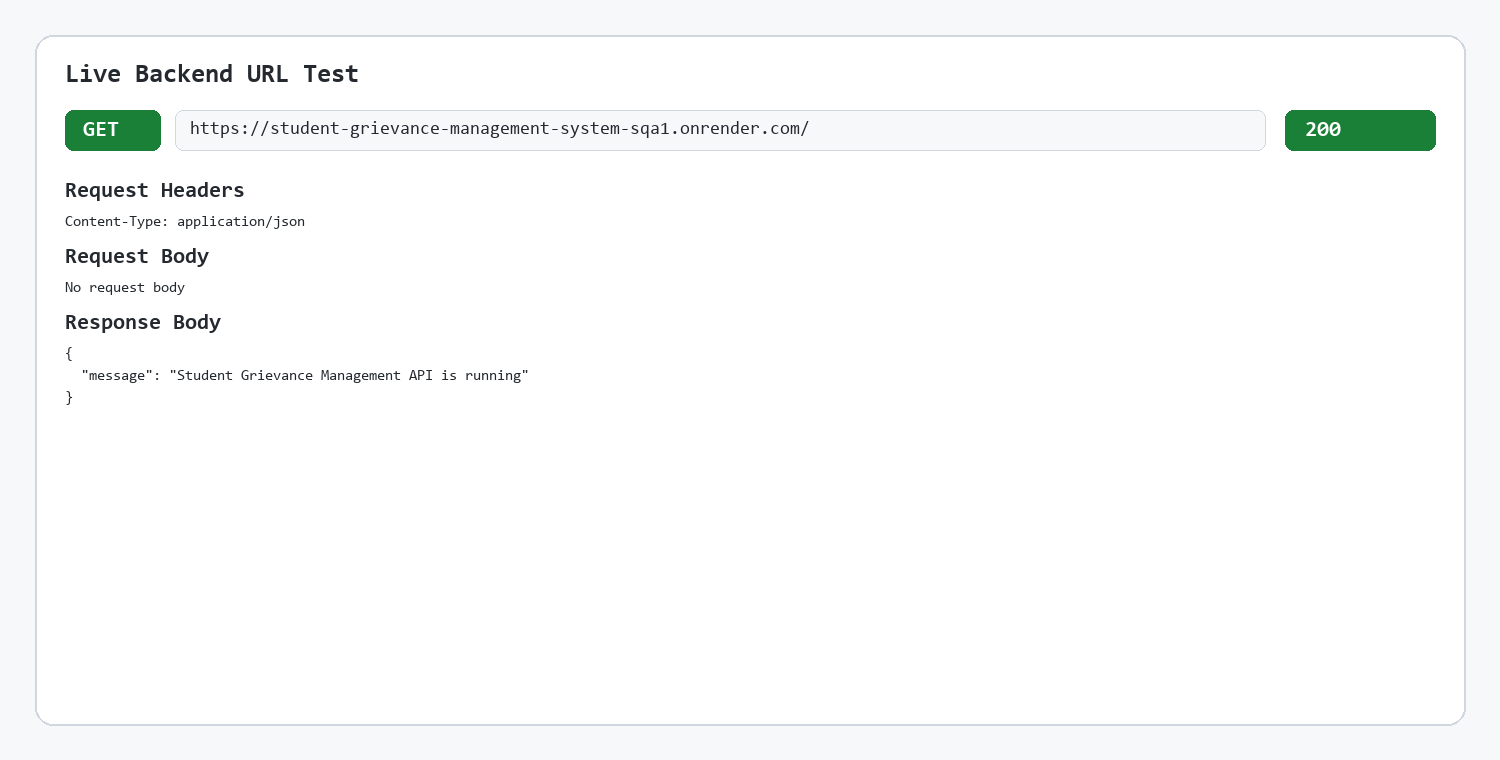 Live Backend URL Test
GET https://student-grievance-management-system-sqa1.onrender.com/ 200
Request Headers
Content-Type: application/json
Request Body
No request body
Response Body
{
  "message": "Student Grievance Management API is running"
}